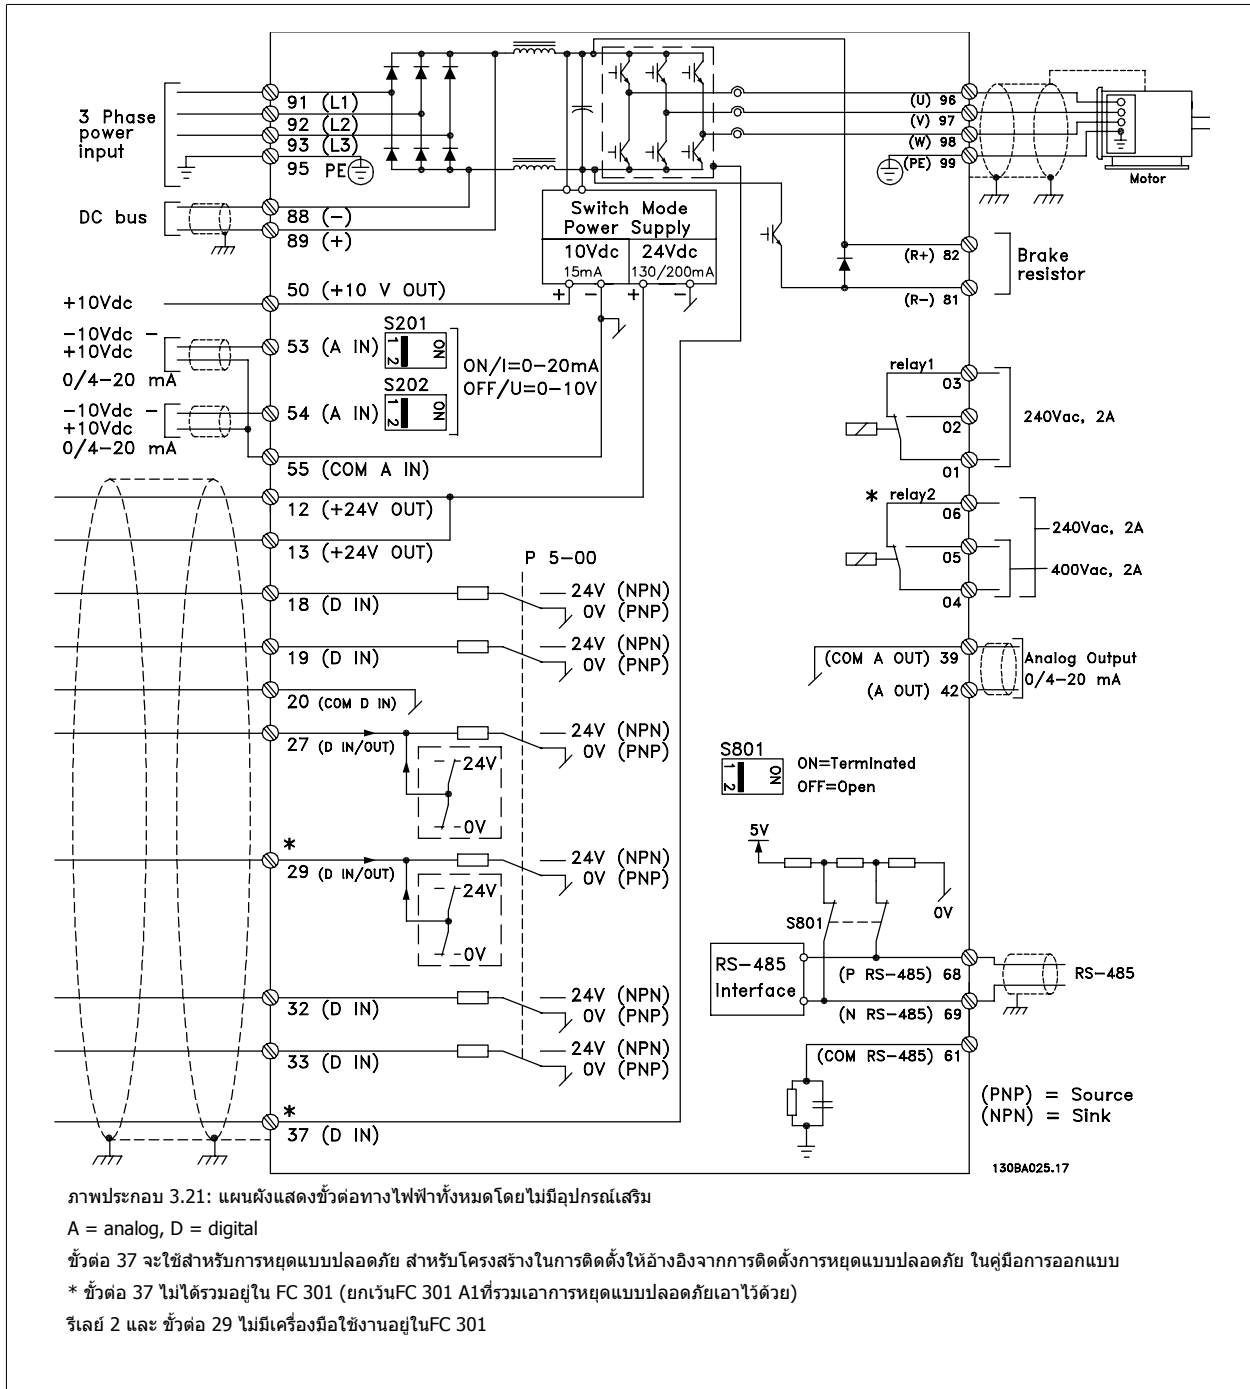 3 Phase
power
input
91 (L1)
92 (L2)
93 (L3)
95 PE
DC bus
88 (−)
89 (+)
Switch Mode
Power Supply
10Vdc
15mA
24Vdc
130/200mA
+ − + −
(U) 96
(V) 97
(W) 98
(PE) 99
Motor
(R+) 82
(R−) 81
Brake
resistor
+10Vdc
50 (+10 V OUT)
−10Vdc −
+10Vdc
0/4−20 mA
53 (A IN)
S201
1 2
ON
ON/I=0−20mA
OFF/U=0−10V
−10Vdc −
+10Vdc
0/4−20 mA
54 (A IN)
S202
1 2
ON
55 (COM A IN)
12 (+24V OUT)
13 (+24V OUT)
P 5-00
18 (D IN)
24V (NPN)
0V (PNP)
19 (D IN)
24V (NPN)
0V (PNP)
20 (COM D IN)
27 (D IN/OUT)
24V (NPN)
0V (PNP)
24V
0V
*
29 (D IN/OUT)
24V (NPN)
0V (PNP)
24V
0V
32 (D IN)
24V (NPN)
0V (PNP)
33 (D IN)
24V (NPN)
0V (PNP)
*
37 (D IN)
relay1
03
02
01
240Vac, 2A
* relay2
06
05
04
240Vac, 2A
400Vac, 2A
(COM A OUT) 39
(A OUT) 42
Analog Output
0/4−20 mA
S801
1 2
ON
ON=Terminated
OFF=Open
5V
S801
0V
RS−485
Interface
(P RS−485) 68
(N RS−485) 69
RS−485
(COM RS−485) 61
(PNP) = Source
(NPN) = Sink
130BA025.17
ภาพประกอบ 3.21: แผนผังแสดงขั้วต่อทางไฟฟ้าทั้งหมดโดยไม่มีอุปกรณ์เสริม
A = analog, D = digital
ขั้วต่อ 37 จะใช้สำหรับการหยุดแบบปลอดภัย สำหรับโครงสร้างในการติดตั้งให้อ้างอิงจากการติดตั้งการหยุดแบบปลอดภัย ในคู่มือการออกแบบ
* ขั้วต่อ 37 ไม่ได้รวมอยู่ใน FC 301 (ยกเว้นFC 301 A1ที่รวมเอาการหยุดแบบปลอดภัยเอาไว้ด้วย)
รีเลย์ 2 และ ขั้วต่อ 29 ไม่มีเครื่องมือใช้งานอยู่ในFC 301